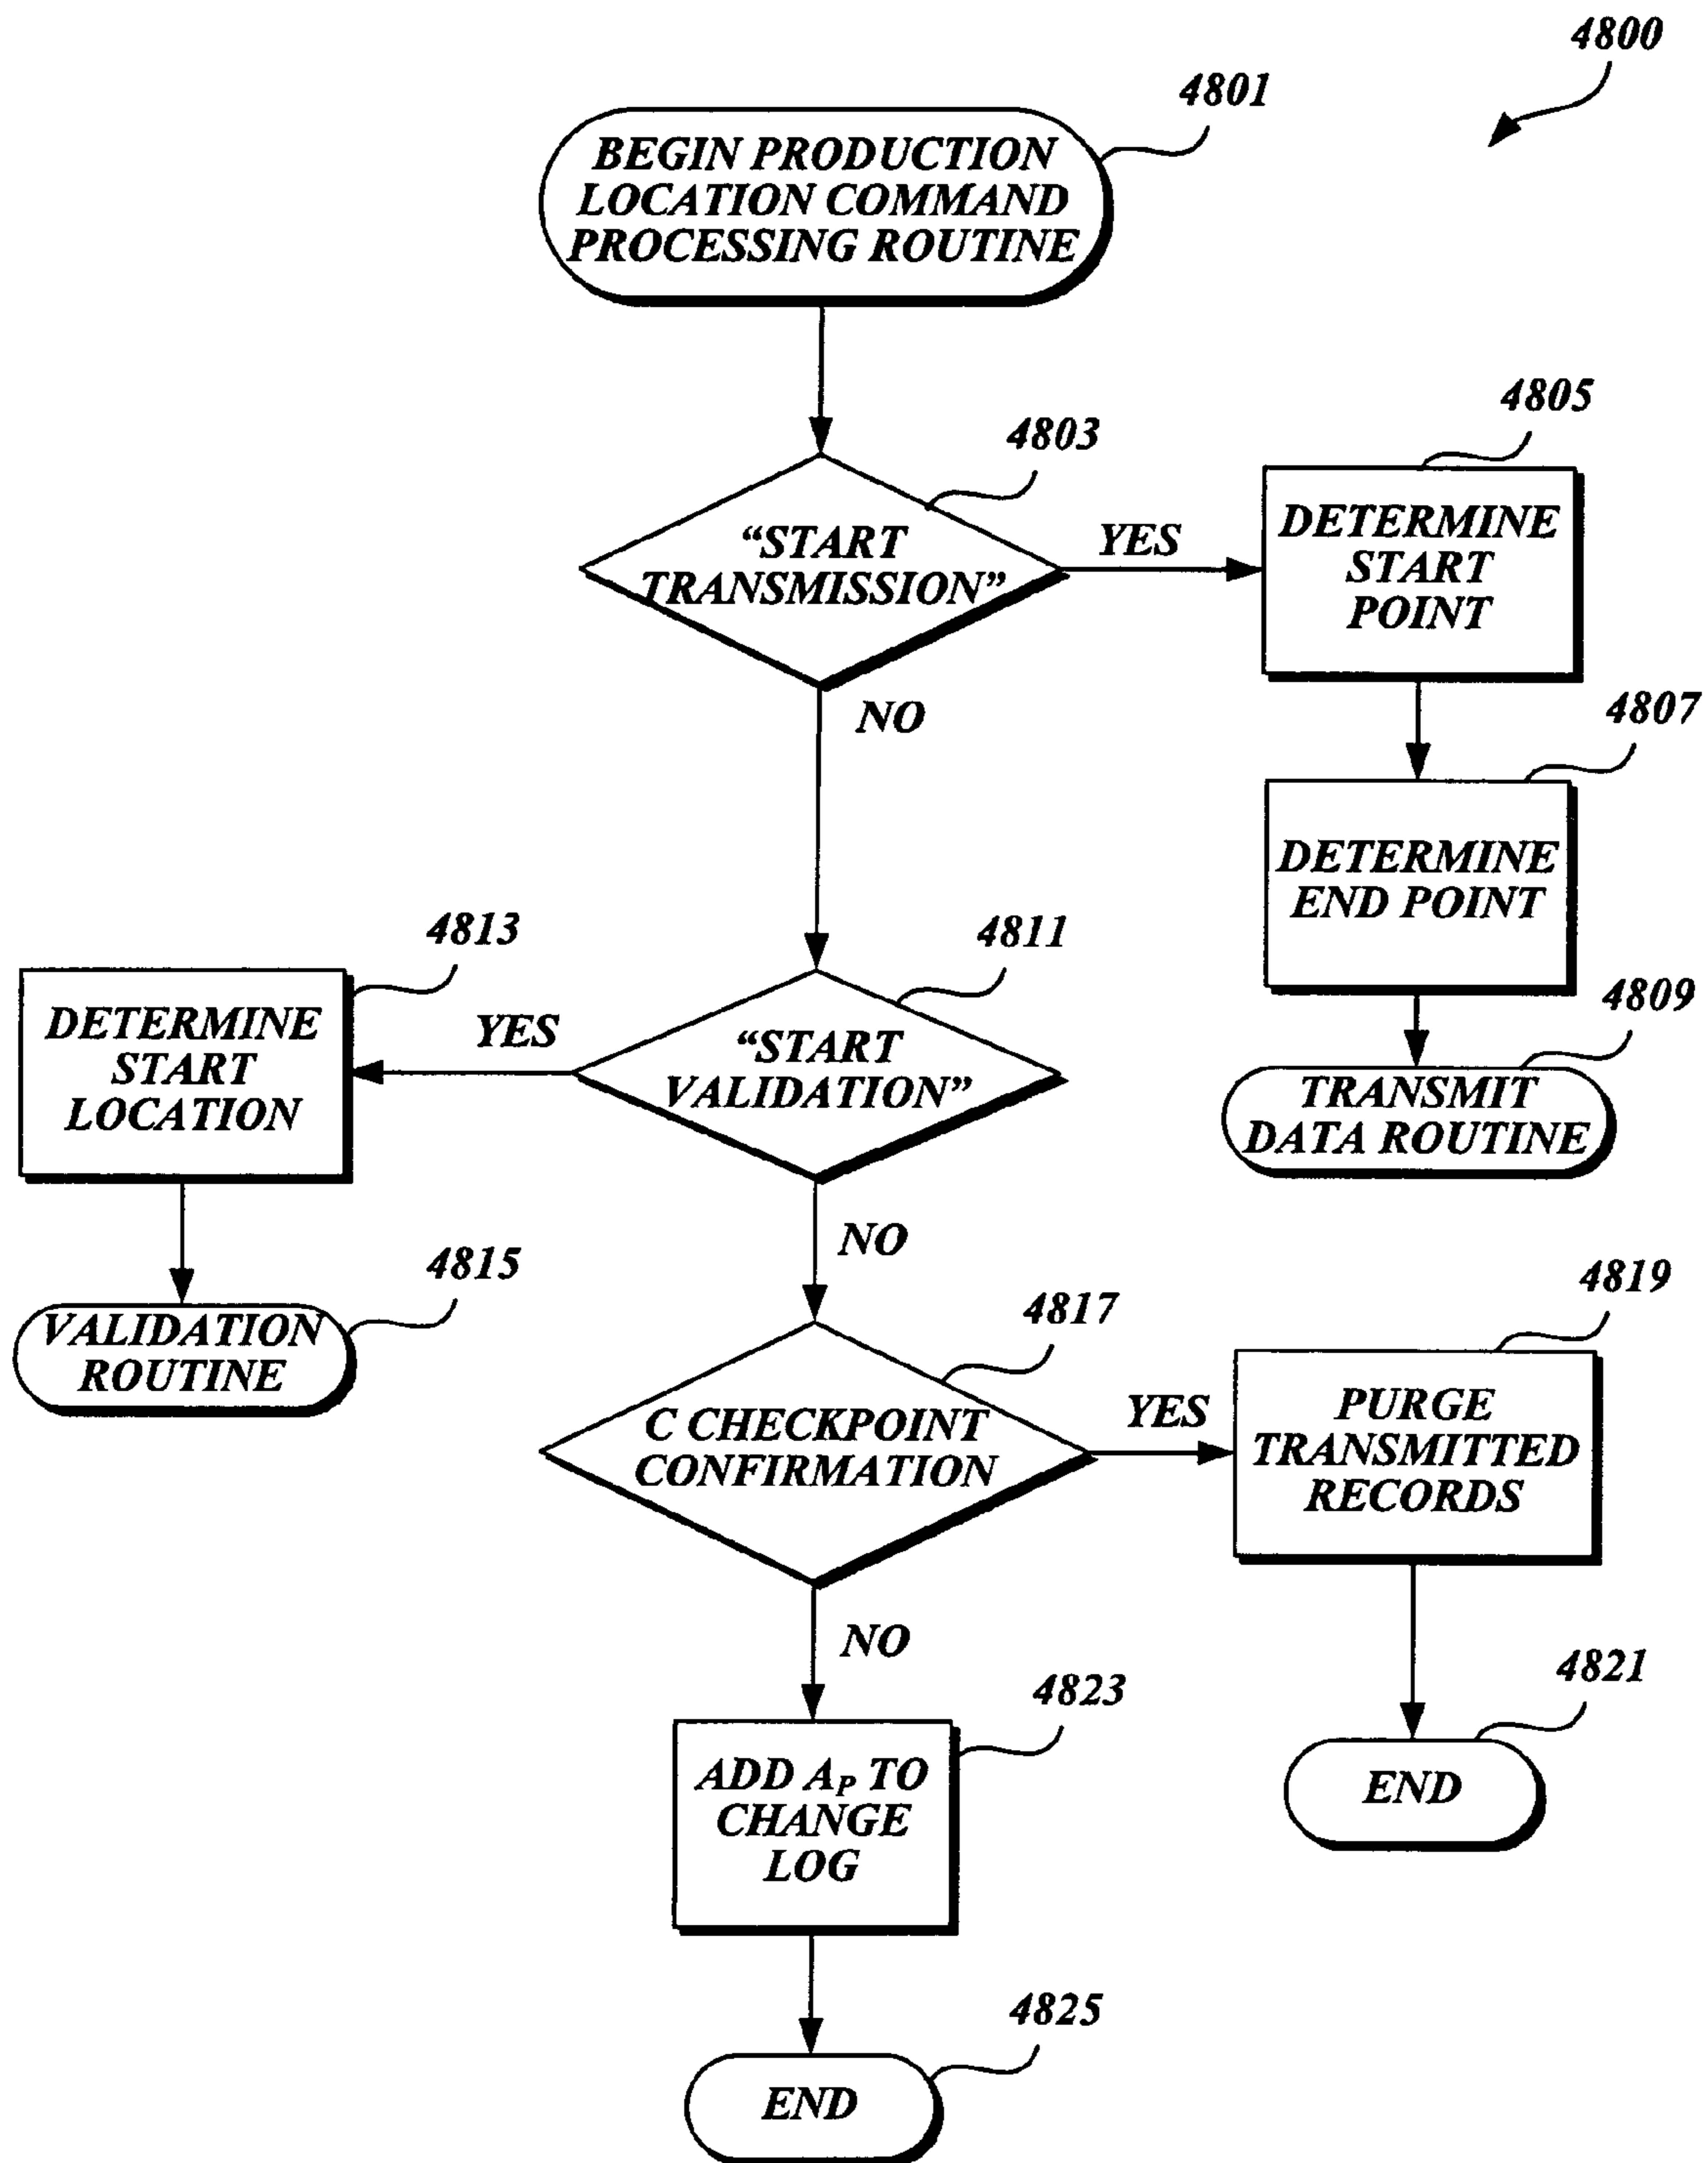 4800
4801
BEGIN PRODUCTION
LOCATION COMMAND
PROCESSING ROUTINE
4803
“START
TRANSMISSION”
YES
NO
4805
DETERMINE
START
POINT
4807
DETERMINE
END POINT
4809
TRANSMIT
DATA ROUTINE
4811
“START
VALIDATION”
YES
NO
4813
DETERMINE
START
LOCATION
4815
VALIDATION
ROUTINE
4817
C CHECKPOINT
CONFIRMATION
YES
NO
4819
PURGE
TRANSMITTED
RECORDS
4821
END
4823
ADD AP TO
CHANGE
LOG
4825
END